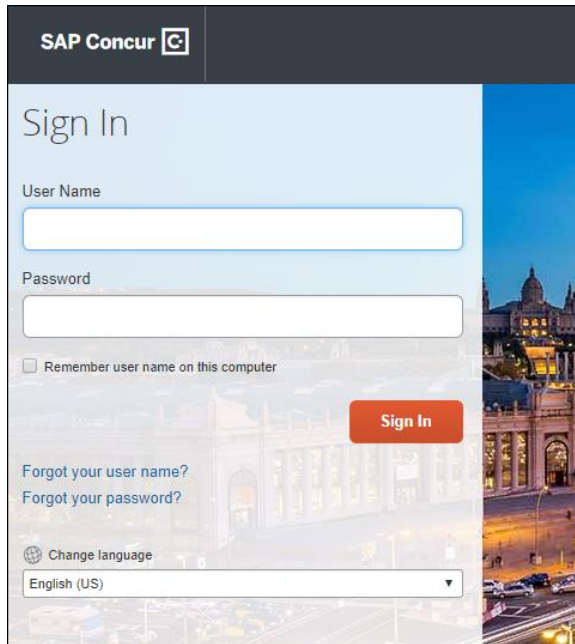 SAP Concur C
Sign In
User Name
Password
Remember user name on this computer
Sign In
Forgot your user name?
Forgot your password?
Change language
English (US)